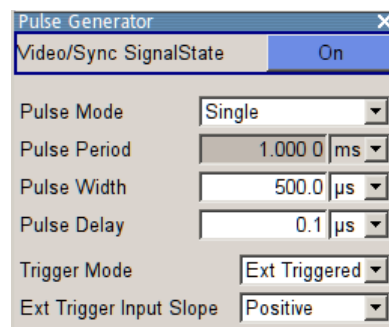 Pulse Generator
Video/Sync SignalState On
Pulse Mode Single
Pulse Period 1.000 0 ms
Pulse Width 500.0 µs
Pulse Delay 0.1 µs
Trigger Mode Ext Triggered
Ext Trigger Input Slope Positive